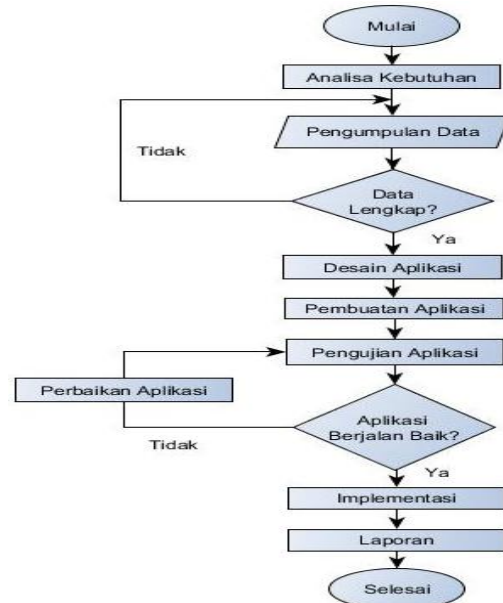 Mulai
Analisa Kebutuhan
Pengumpulan Data
Tidak
Data
Lengkap?
Ya
Desain Aplikasi
Pembuatan Aplikasi
Pengujian Aplikasi
Perbaikan Aplikasi
Aplikasi
Berjalan Baik?
Tidak
Ya
Implementasi
Laporan
Selesai